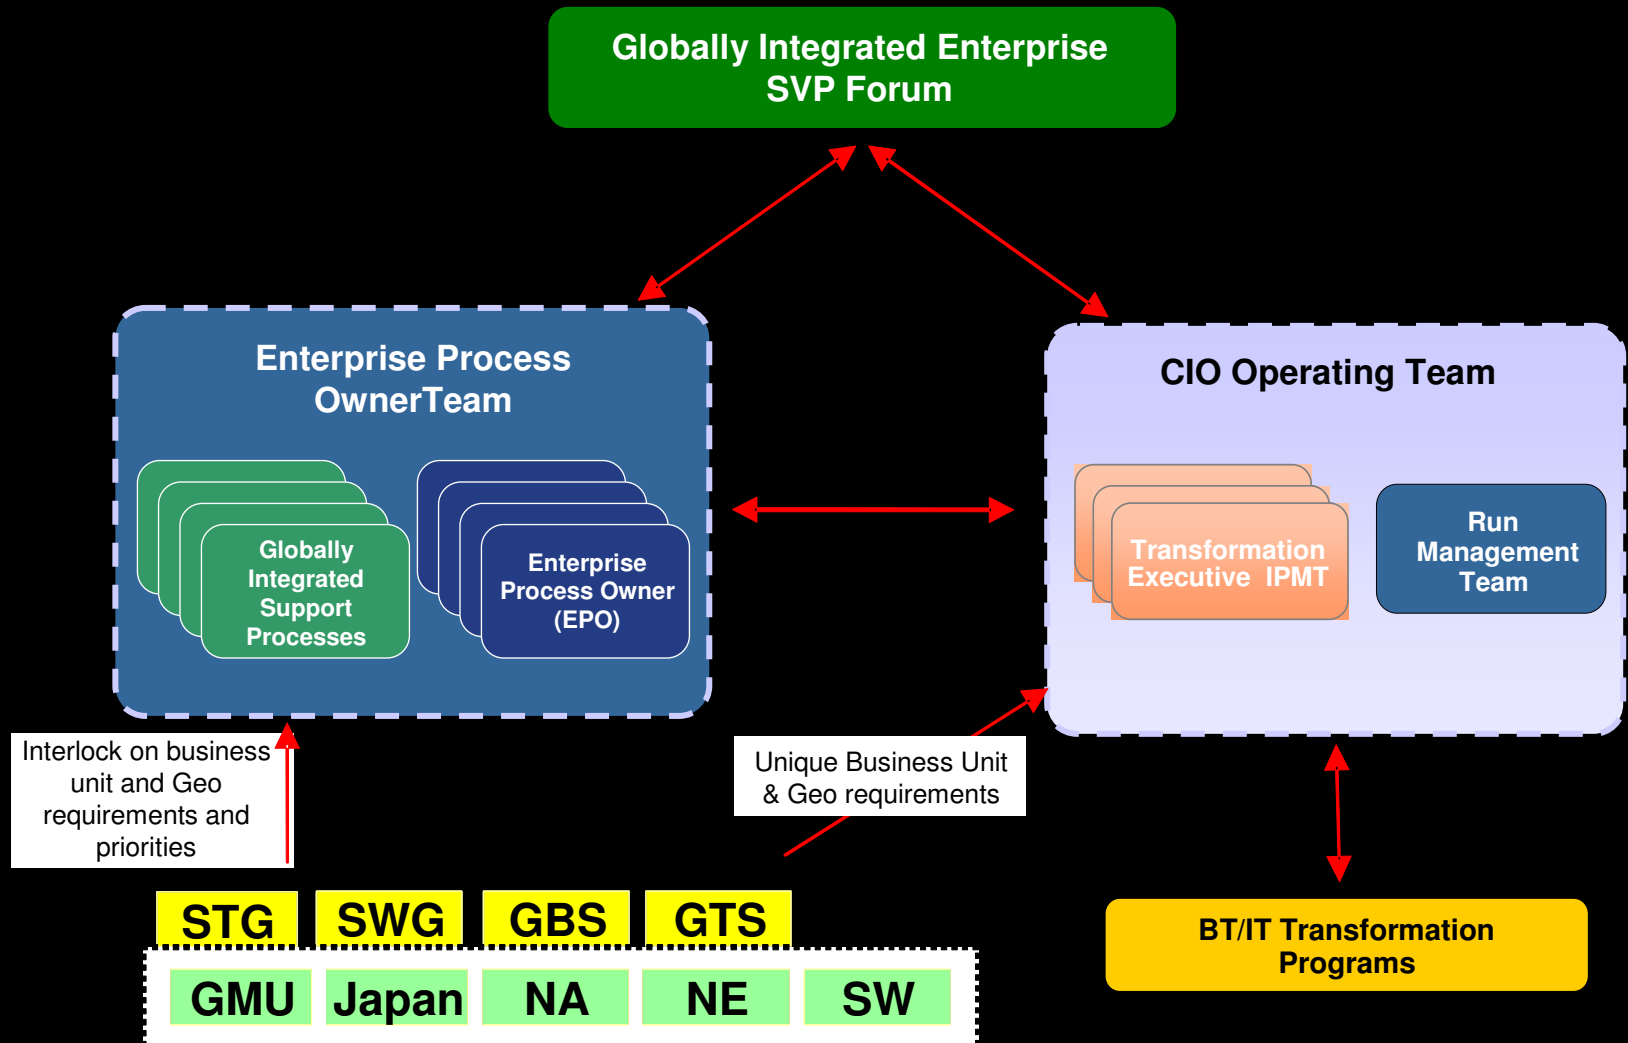 Globally Integrated Enterprise
SVP Forum
Enterprise Process
OwnerTeam
Globally
Integrated
Support
Processes
Enterprise
Process Owner
(EPO)
CIO Operating Team
Transformation
Executive IPMT
Run
Management
Team
Interlock on business
unit and Geo
requirements and
priorities
Unique Business Unit
& Geo requirements
STG SWG GBS GTS
GMU Japan NA NE SW
BT/IT Transformation
Programs